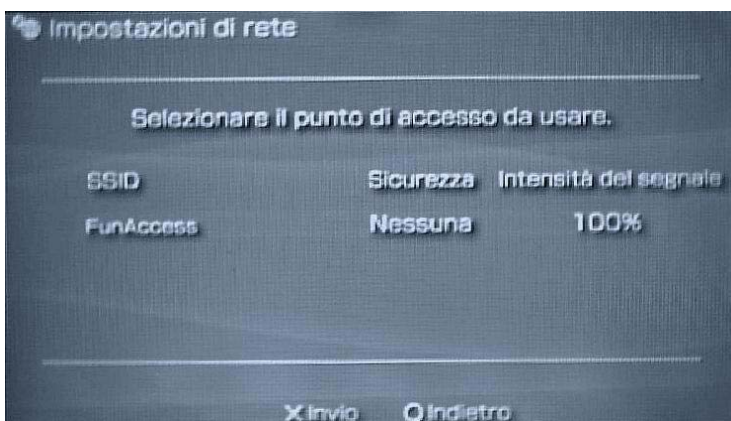 Impostazioni di rete
Selezionare il punto di accesso da usare.
SSID Sicurezza Intensità del segnale
FunAccess Nessuna 100%
X Invio O Indietro